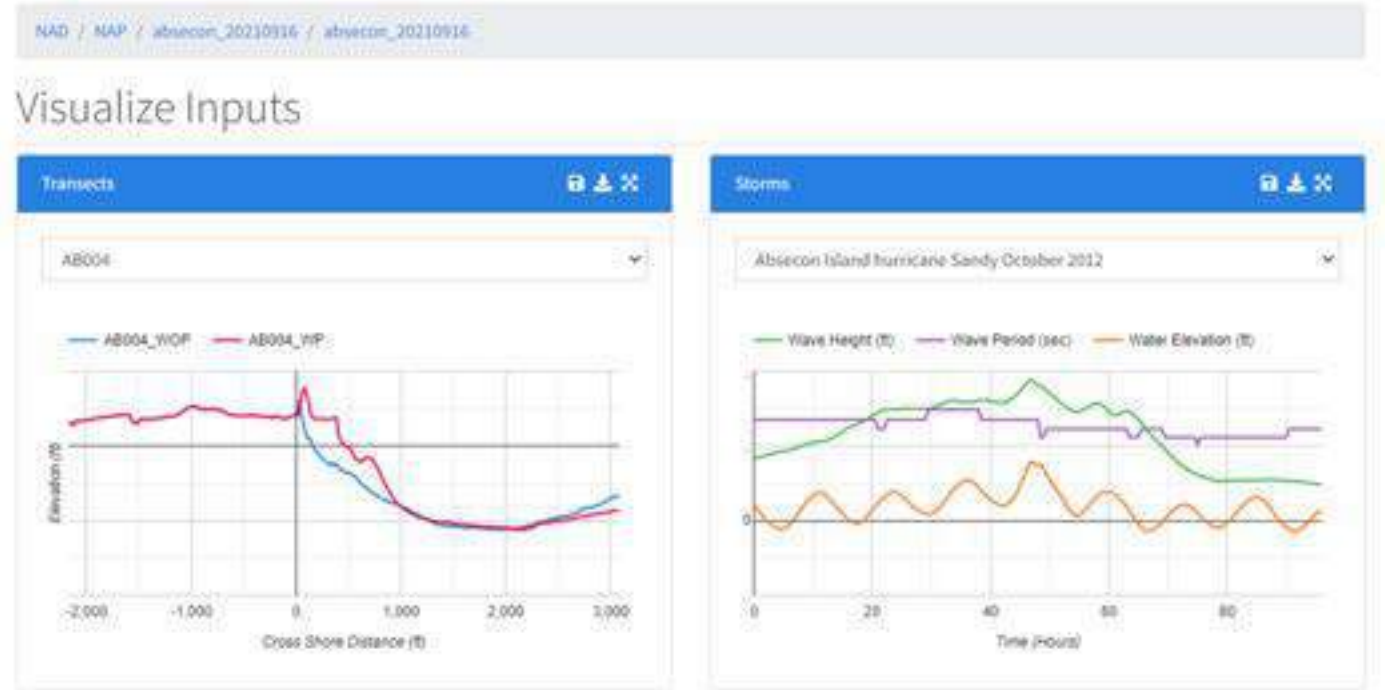 NAD / NAP / absecon_20210916 / absecon_20210916
Visualize Inputs
Transects
Storms
AB004
Absecon Island hurricane Sandy October 2012
AB004_WOP AB004_WP
Wave Height (ft) Wave Period (sec) Water Elevation (ft)
Elevation (ft)
0
-2,000 -1,000 0 1,000 2,000 3,000
0 20 40 60 80
Cross Shore Distance (ft)
Time (Hours)